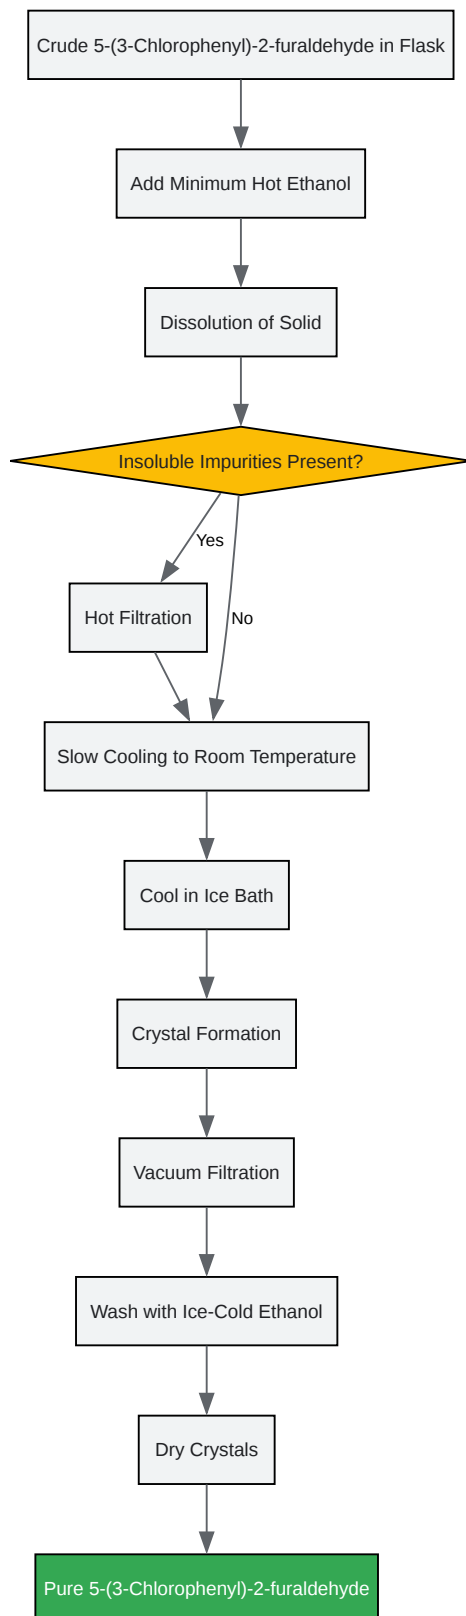 Crude 5-(3-Chlorophenyl)-2-furaldehyde in Flask
Add Minimum Hot Ethanol
Dissolution of Solid
Insoluble Impurities Present?
Yes
Hot Filtration
No
Slow Cooling to Room Temperature
Cool in Ice Bath
Crystal Formation
Vacuum Filtration
Wash with Ice-Cold Ethanol
Dry Crystals
Pure 5-(3-Chlorophenyl)-2-furaldehyde